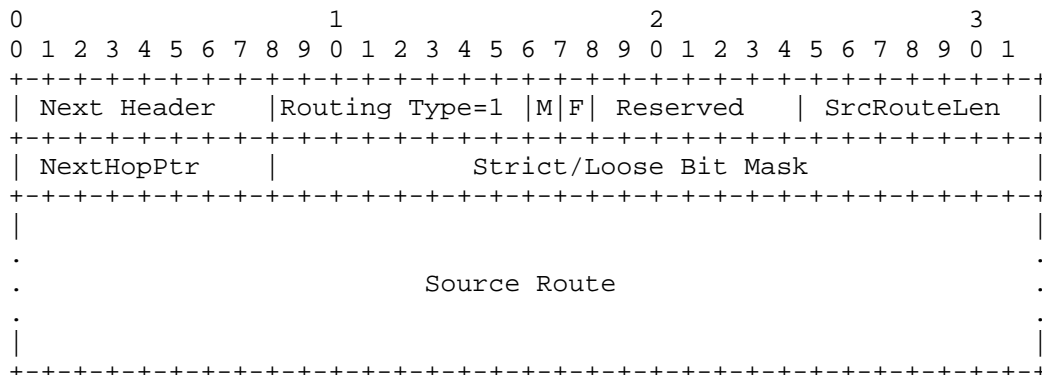 0                   1                   2                   3
0 1 2 3 4 5 6 7 8 9 0 1 2 3 4 5 6 7 8 9 0 1 2 3 4 5 6 7 8 9 0 1
+-+-+-+-+-+-+-+-+-+-+-+-+-+-+-+-+-+-+-+-+-+-+-+-+-+-+-+-+-+-+-+-+
| Next Header   |Routing Type=1 |M|F| Reserved  | SrcRouteLen   |
+-+-+-+-+-+-+-+-+-+-+-+-+-+-+-+-+-+-+-+-+-+-+-+-+-+-+-+-+-+-+-+-+
| NextHopPtr    |            Strict/Loose Bit Mask              |
+-+-+-+-+-+-+-+-+-+-+-+-+-+-+-+-+-+-+-+-+-+-+-+-+-+-+-+-+-+-+-+-+
|                                                               |
.                                                               .
.                         Source Route                          .
.                                                               .
|                                                               |
+-+-+-+-+-+-+-+-+-+-+-+-+-+-+-+-+-+-+-+-+-+-+-+-+-+-+-+-+-+-+-+-+